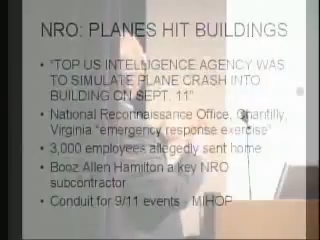 NRO: PLANES HIT BUILDINGS
• "TOP US INTELLIGENCE AGENCY WAS
TO SIMULATE PLANE CRASH INTO
BUILDING ON SEPT. 11"
• National Reconnaissance Office, Chantilly,
Virginia "emergency response exercise"
• 3,000 employees allegedly sent home
• Booz Allen Hamilton a key NRO
subcontractor
• Conduit for 9/11 events - MIHOP